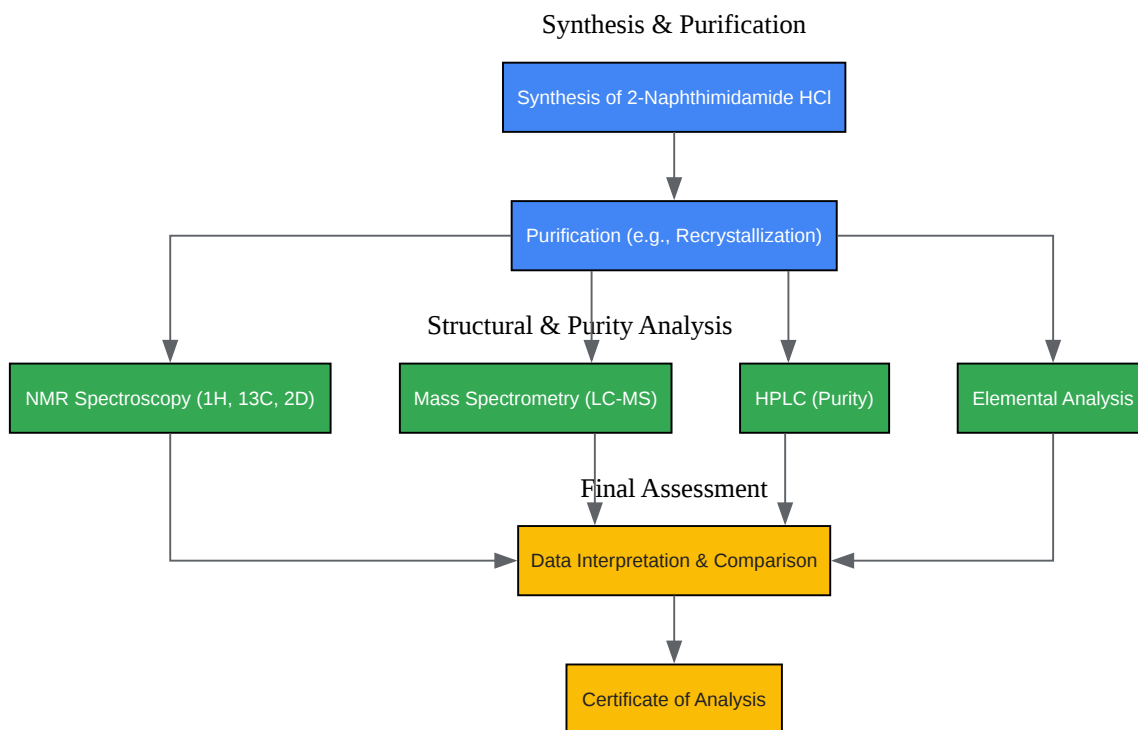 Synthesis & Purification
Synthesis of 2-Naphthimidamide HCl
Purification (e.g., Recrystallization)
Structural & Purity Analysis
NMR Spectroscopy (1H, 13C, 2D)
Mass Spectrometry (LC-MS)
HPLC (Purity)
Elemental Analysis
Final Assessment
Data Interpretation & Comparison
Certificate of Analysis